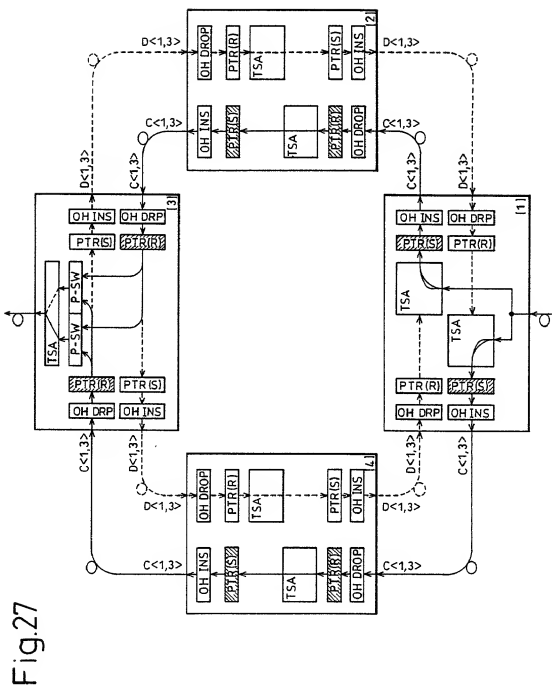 [2]
D<1,3>
OH DROP
PTR(R)
TSA
PTR(S)
OH INS
D<1,3>
C<1,3>
OH INS
PTR(S)
TSA
PTR(R)
OH DROP
C<1,3>
[3]
D<1,3>
C<1,3>
OH INS
OH DRP
PTR(S)
PTR(R)
TSA
P-SW
P-SW
PTR(R)
PTR(S)
OH DRP
OH INS
C<1,3>
D<1,3>
[1]
C<1,3>
D<1,3>
OH INS
OH DRP
PTR(S)
PTR(R)
TSA
TSA
PTR(R)
PTR(S)
OH DRP
OH INS
D<1,3>
C<1,3>
[4]
D<1,3>
OH DROP
PTR(R)
TSA
PTR(S)
OH INS
D<1,3>
C<1,3>
OH INS
PTR(S)
TSA
PTR(R)
OH DROP
C<1,3>
Fig.27